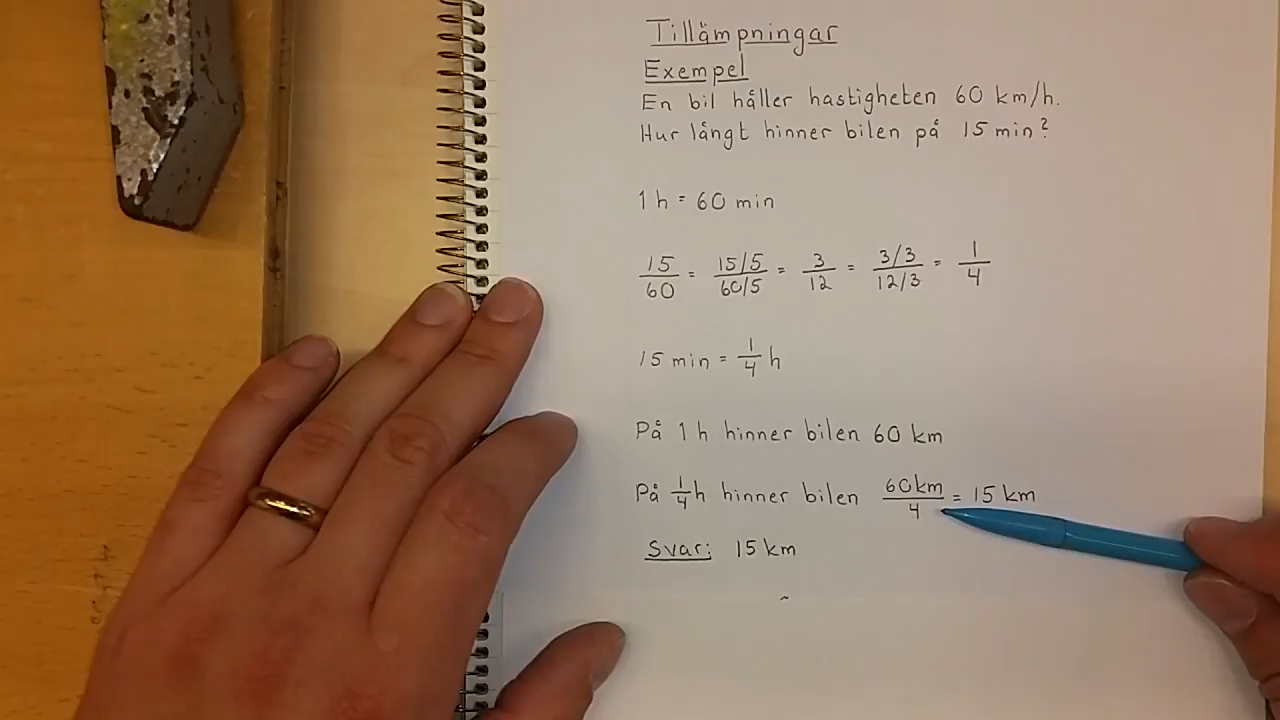 Tillämpningar
Exempel
En bil håller hastigheten 60 km/h.
Hur långt hinner bilen på 15 min?
1 h = 60 min
15/60 = (15/5)/(60/5) = 3/12 = (3/3)/(12/3) = 1/4
15 min = 1/4 h
På 1 h hinner bilen 60 km
På 1/4 h hinner bilen 60 km/4 = 15 km
Svar: 15 km